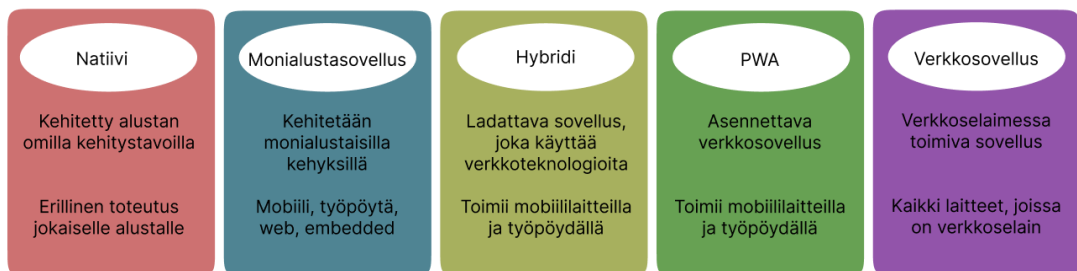 Natiivi
Kehitetty alustan
omilla kehitystavoilla
Erillinen toteutus
jokaiselle alustalle
Monialustasovellus
Kehitetään
monialustaisilla
kehyksillä
Mobiili, työpöytä,
web, embedded
Hybridi
Ladattava sovellus,
joka käyttää
verkkoteknologioita
Toimii mobiililaitteilla
ja työpöydällä
PWA
Asennettava
verkkosovellus
Toimii mobiililaitteilla
ja työpöydällä
Verkkosovellus
Verkkoselaimessa
toimiva sovellus
Kaikki laitteet, joissa
on verkkoselain